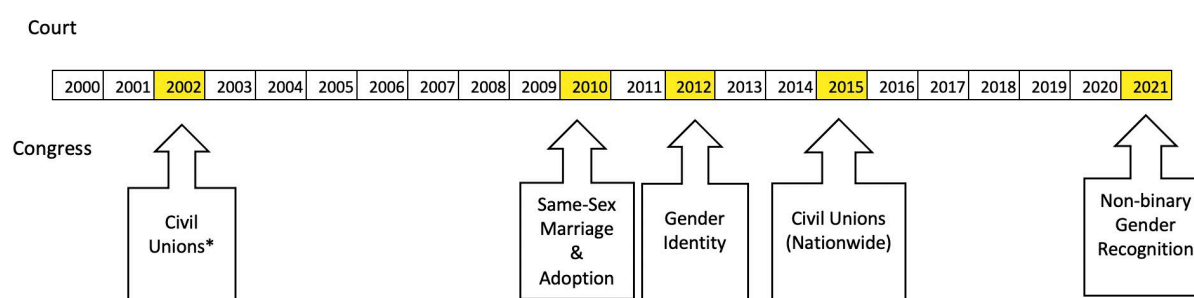 Court
2000 2001 2002 2003 2004 2005 2006 2007 2008 2009 2010 2011 2012 2013 2014 2015 2016 2017 2018 2019 2020 2021
Congress
Civil
Unions*
Same-Sex
Marriage
&
Adoption
Gender
Identity
Civil Unions
(Nationwide)
Non-binary
Gender
Recognition